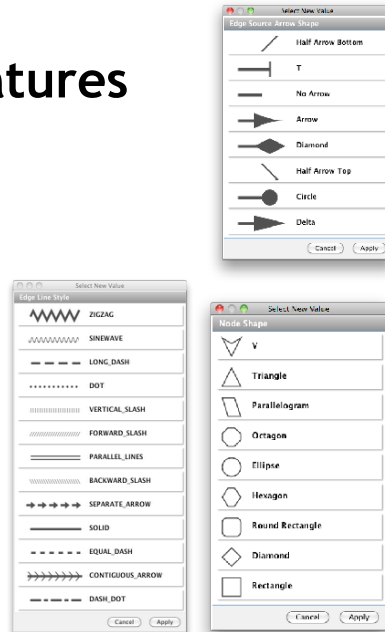 atures
Select New Value
Edge Source Arrow Shape
Half Arrow Bottom
T
No Arrow
Arrow
Diamond
Half Arrow Top
Circle
Delta
Cancel Apply
Select New Value
Edge Line Style
ZIGZAG
SINEWAVE
LONG_DASH
DOT
VERTICAL_SLASH
FORWARD_SLASH
PARALLEL_LINES
BACKWARD_SLASH
SEPARATE_ARROW
SOLID
EQUAL_DASH
CONTIGUOUS_ARROW
DASH_DOT
Cancel Apply
Select New Value
Node Shape
V
Triangle
Parallelogram
Octagon
Ellipse
Hexagon
Round Rectangle
Diamond
Rectangle
Cancel Apply